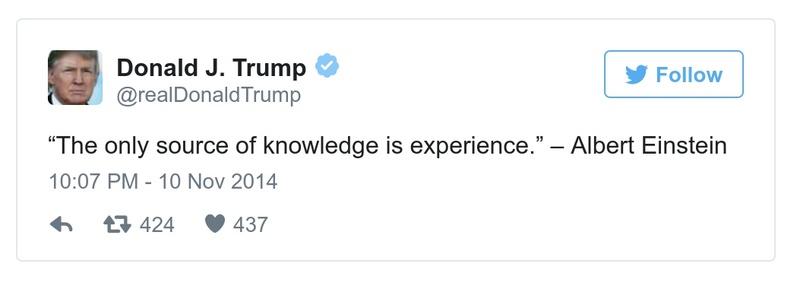 Donald J. Trump
Follow
@realDonaldTrump
“The only source of knowledge is experience.” – Albert Einstein
10:07 PM - 10 Nov 2014
424 437